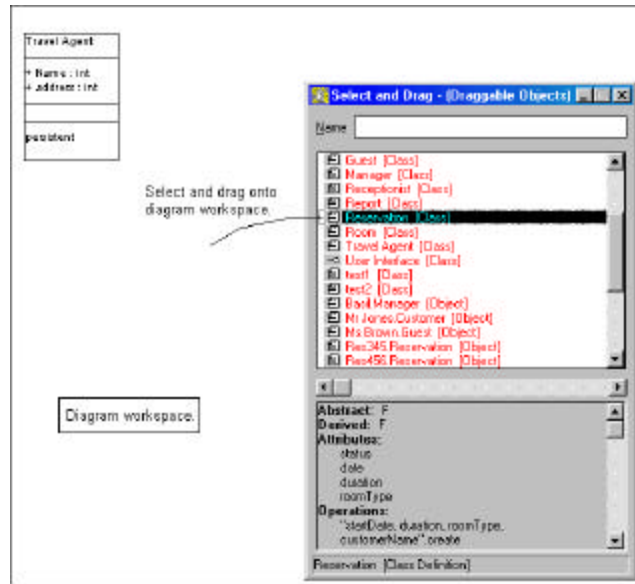 Travel Agent
+ Name : int
+ address : int
persistent
Select and Drag - (Draggable Objects)
Name
Guest [Class]
Manager [Class]
Receptionist [Class]
Report [Class]
Select and drag onto
diagram workspace.
Reservation [Class]
Room [Class]
Travel Agent [Class]
User Interface [Class]
test1 [Class]
test2 [Class]
Basil.Manager [Object]
Mr Jones.Customer [Object]
Ms Brown.Guest [Object]
Res345.Reservation [Object]
Res456.Reservation [Object]
Diagram workspace.
Abstract: F
Derived: F
Attributes:
status
date
duration
roomType
Operations:
"startDate, duration, roomType,
customerName".create
Reservation [Class Definition]